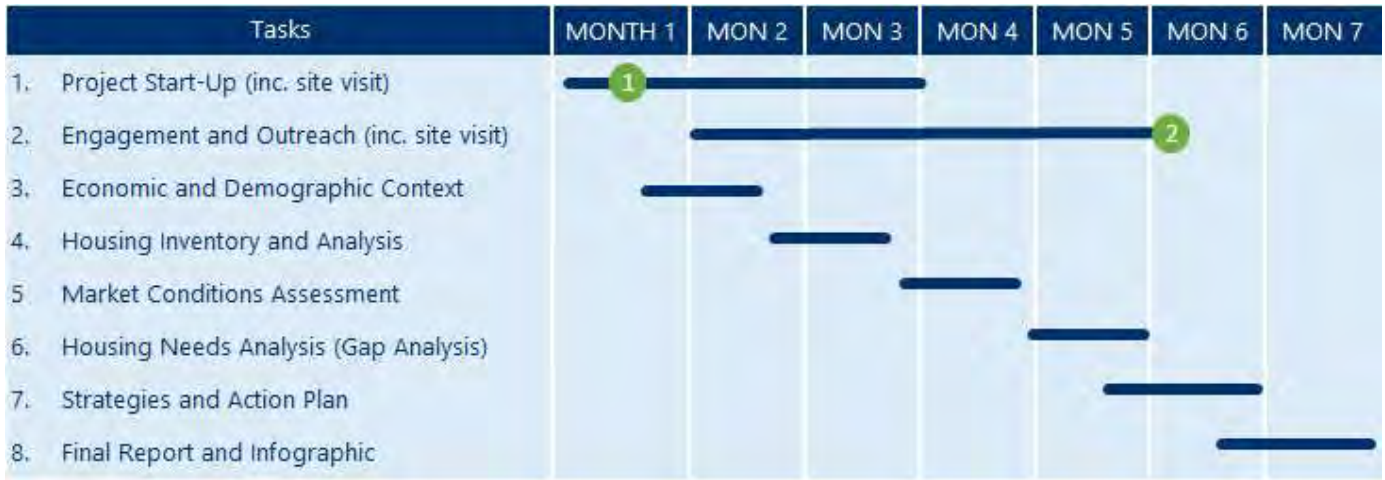 Tasks MONTH 1 MON 2 MON 3 MON 4 MON 5 MON 6 MON 7
1. Project Start-Up (inc. site visit) 1
2. Engagement and Outreach (inc. site visit) 2
3. Economic and Demographic Context
4. Housing Inventory and Analysis
5 Market Conditions Assessment
6. Housing Needs Analysis (Gap Analysis)
7. Strategies and Action Plan
8. Final Report and Infographic